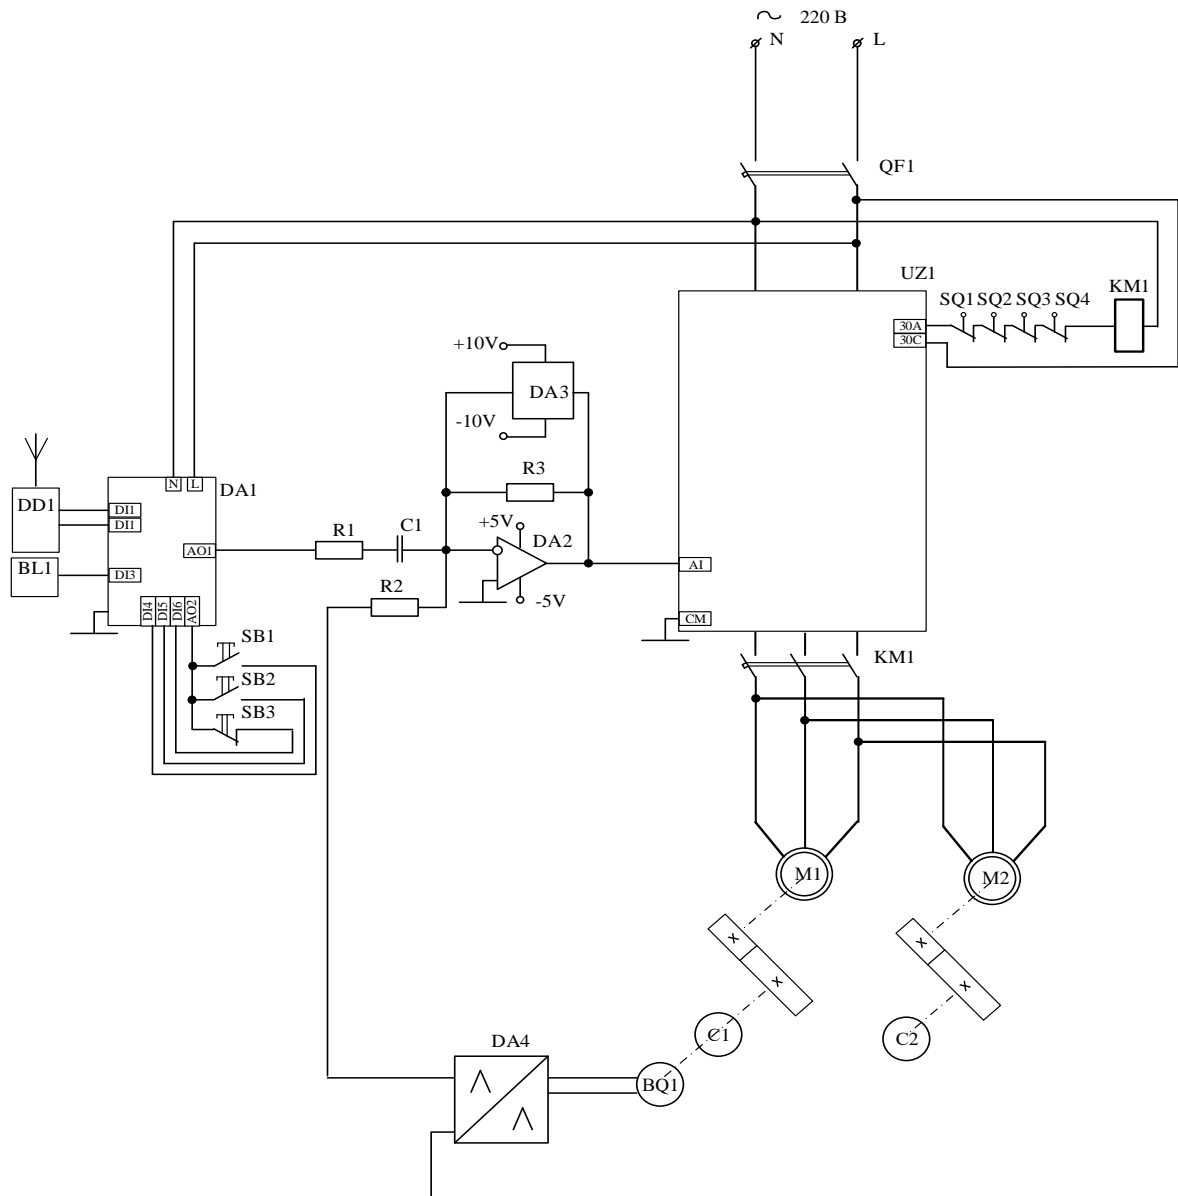 220 В
N
L
QF1
UZ1
SQ1 SQ2 SQ3 SQ4
KM1
30A
30C
+10V
DA3
-10V
R3
N L
DA1
DD1
DI1
DI1
+5V
C1
R1
DA2
AO1
BL1
DI3
AI
R2
-5V
DI4 DI5 DI6 AO2
CM
SB1
KM1
SB2
SB3
M1
M2
x
x
x
x
C1
C2
DA4
BQ1